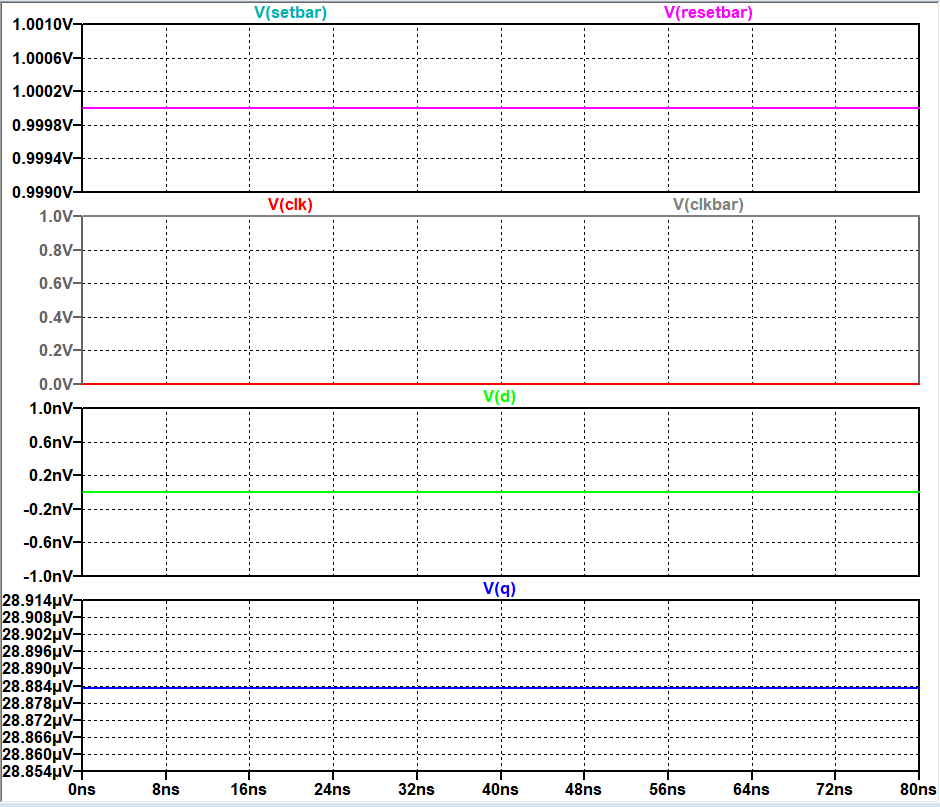 V(setbar) V(resetbar)
1.0010V
1.0006V
1.0002V
0.9998V
0.9994V
0.9990V
V(clk) V(clkbar)
1.0V
0.8V
0.6V
0.4V
0.2V
0.0V
V(d)
1.0nV
0.6nV
0.2nV
-0.2nV
-0.6nV
-1.0nV
V(q)
28.914µV
28.908µV
28.902µV
28.896µV
28.890µV
28.884µV
28.878µV
28.872µV
28.866µV
28.860µV
28.854µV
0ns 8ns 16ns 24ns 32ns 40ns 48ns 56ns 64ns 72ns 80ns